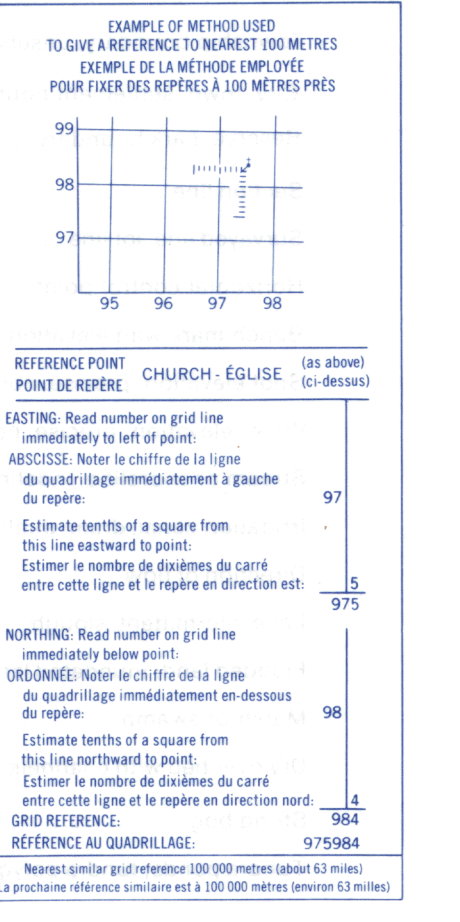 EXAMPLE OF METHOD USED
TO GIVE A REFERENCE TO NEAREST 100 METRES
EXEMPLE DE LA MÉTHODE EMPLOYÉE
POUR FIXER DES REPÈRES À 100 MÈTRES PRÈS
99
98
97
95 96 97 98
REFERENCE POINT
POINT DE REPÈRE
CHURCH - ÉGLISE
(as above)
(ci-dessus)
EASTING: Read number on grid line
immediately to left of point:
ABSCISSE: Noter le chiffre de la ligne
du quadrillage immédiatement à gauche
du repère: 97
Estimate tenths of a square from
this line eastward to point:
Estimer le nombre de dixièmes du carré
entre cette ligne et le repère en direction est: 5
975
NORTHING: Read number on grid line
immediately below point:
ORDONNÉE: Noter le chiffre de la ligne
du quadrillage immédiatement en-dessous
du repère: 98
Estimate tenths of a square from
this line northward to point:
Estimer le nombre de dixièmes du carré
entre cette ligne et le repère en direction nord: 4
GRID REFERENCE: 984
RÉFÉRENCE AU QUADRILLAGE: 975984
Nearest similar grid reference 100 000 metres (about 63 miles)
La prochaine référence similaire est à 100 000 mètres (environ 63 milles)